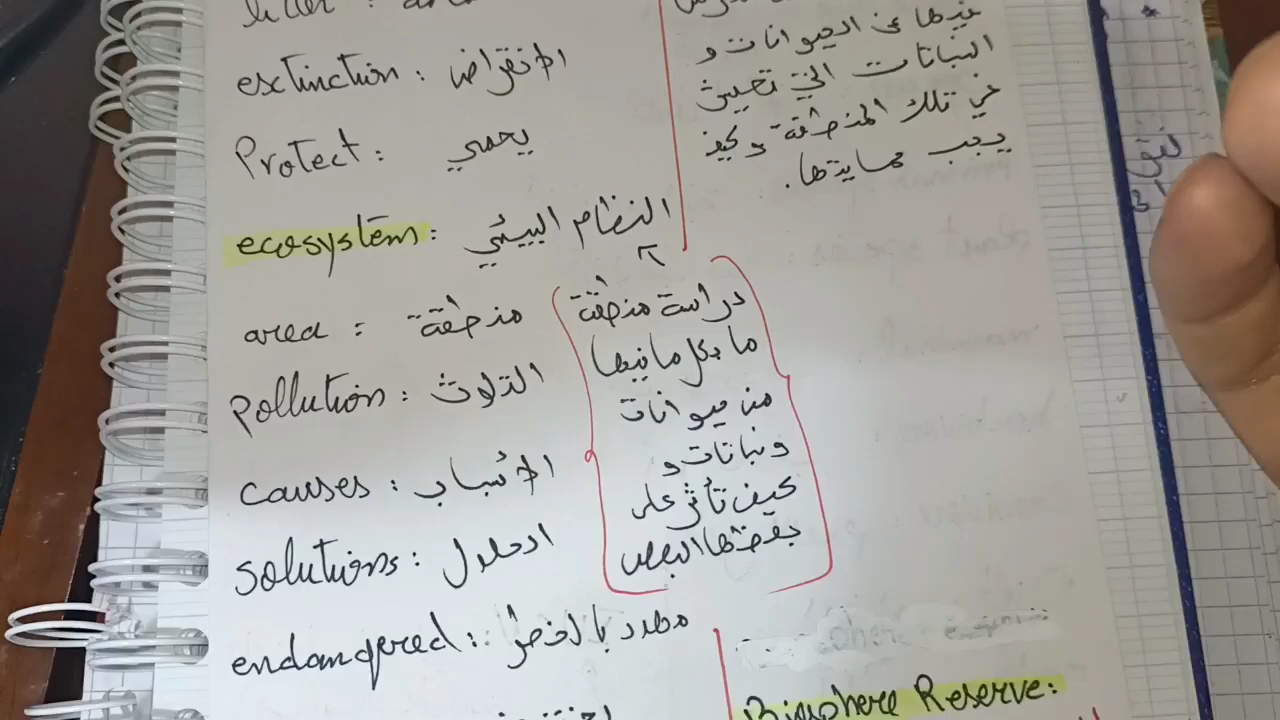 extinction : الإنقراض
Protect : يحمي
ecosystem : النظام البيئي
area : منطقة
pollution : التلوث
causes : الأسباب
solutions : الحلول
endangered : مهدد بالخطر
دراسة منطقة
ما بكل ما فيها
من حيوانات
ونباتات و
كيف تأثر على
بعضها البعض
فيها عن الحيوانات و
النباتات التي تعيش
في تلك المنطقة وكيف
يجب حمايتها.
Biosphere Reserve: